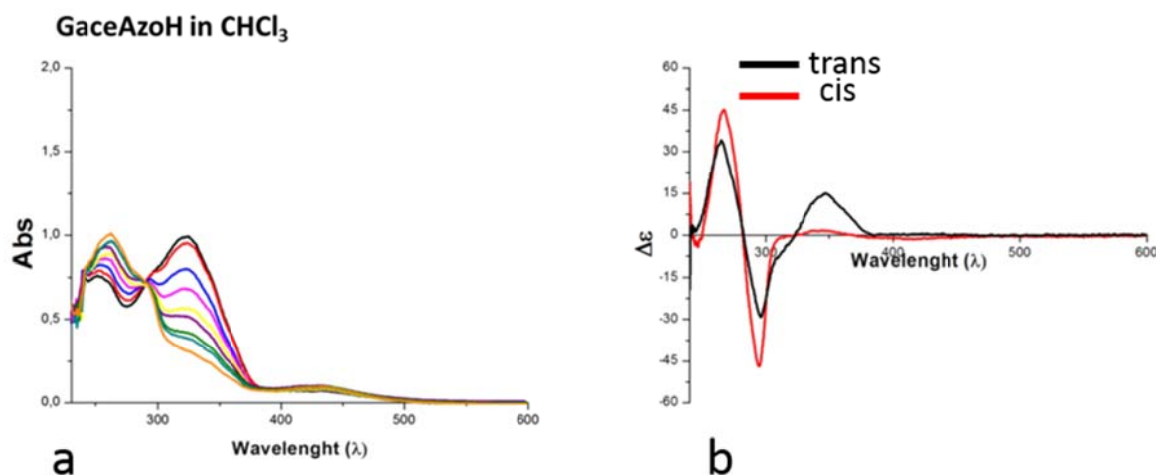 GaceAzoH in CHCl₃
2,0
1,5
1,0
0,5
0,0
Abs
300
400
500
600
Wavelenght (λ)
a
trans
cis
60
45
30
15
0
-15
-30
-45
-60
Δε
300
400
500
600
Wavelenght (λ)
b